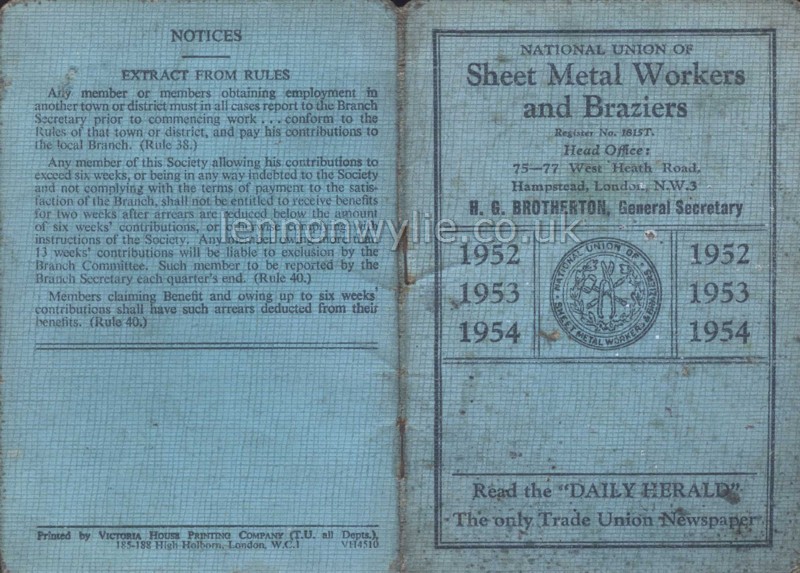 NOTICES
EXTRACT FROM RULES
Any member or members obtaining employment in
another town or district must in all cases report to the Branch
Secretary prior to commencing work . . . conform to the
Rules of that town or district, and pay his contributions to
the local Branch. (Rule 38.)
Any member of this Society allowing his contributions to
exceed six weeks, or being in any way indebted to the Society
and not complying with the terms of payment to the satis-
faction of the Branch, shall not be entitled to receive benefits
for two weeks after arrears are reduced below the amount
of six weeks' contributions, or
instructions of the Society. Any member owing more than
13 weeks' contributions will be liable to exclusion by the
Branch Committee. Such member to be reported by the
Branch Secretary each quarter's end. (Rule 40.)
Members claiming Benefit and owing up to six weeks'
contributions shall have such arrears deducted from their
benefits. (Rule 40.)
Printed by VICTORIA HOUSE PRINTING COMPANY (T.U. all Depts.),
185-188 High Holborn, London, W.C.1 VH4510
NATIONAL UNION OF
Sheet Metal Workers
and Braziers
Register No. 1815T.
Head Office:
75—77 West Heath Road.
Hampstead, London, N.W.3
H. G. BROTHERTON, General Secretary
1952 1952
1953 1953
1954 1954
NATIONAL UNION OF
SHEET METAL WORKERS & BRAZIERS
Read the "DAILY HERALD"
The only Trade Union Newspaper
lennonwylie.co.uk